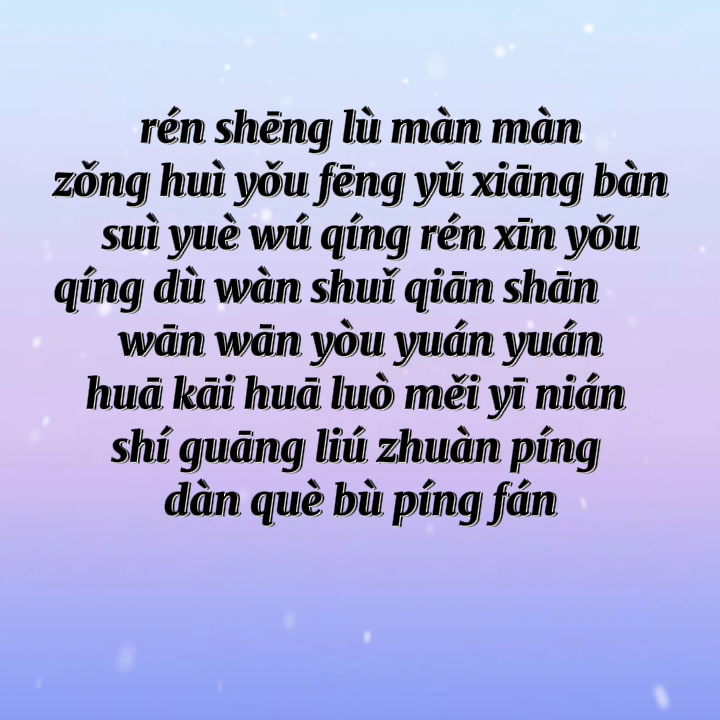 rén shēng lù màn màn
zǒng huì yǒu fēng yǔ xiāng bàn
suì yuè wú qíng rén xīn yǒu
qíng dù wàn shuǐ qiān shān
wān wān yòu yuán yuán
huā kāi huā luò měi yī nián
shí guāng liú zhuàn píng
dàn què bù píng fán